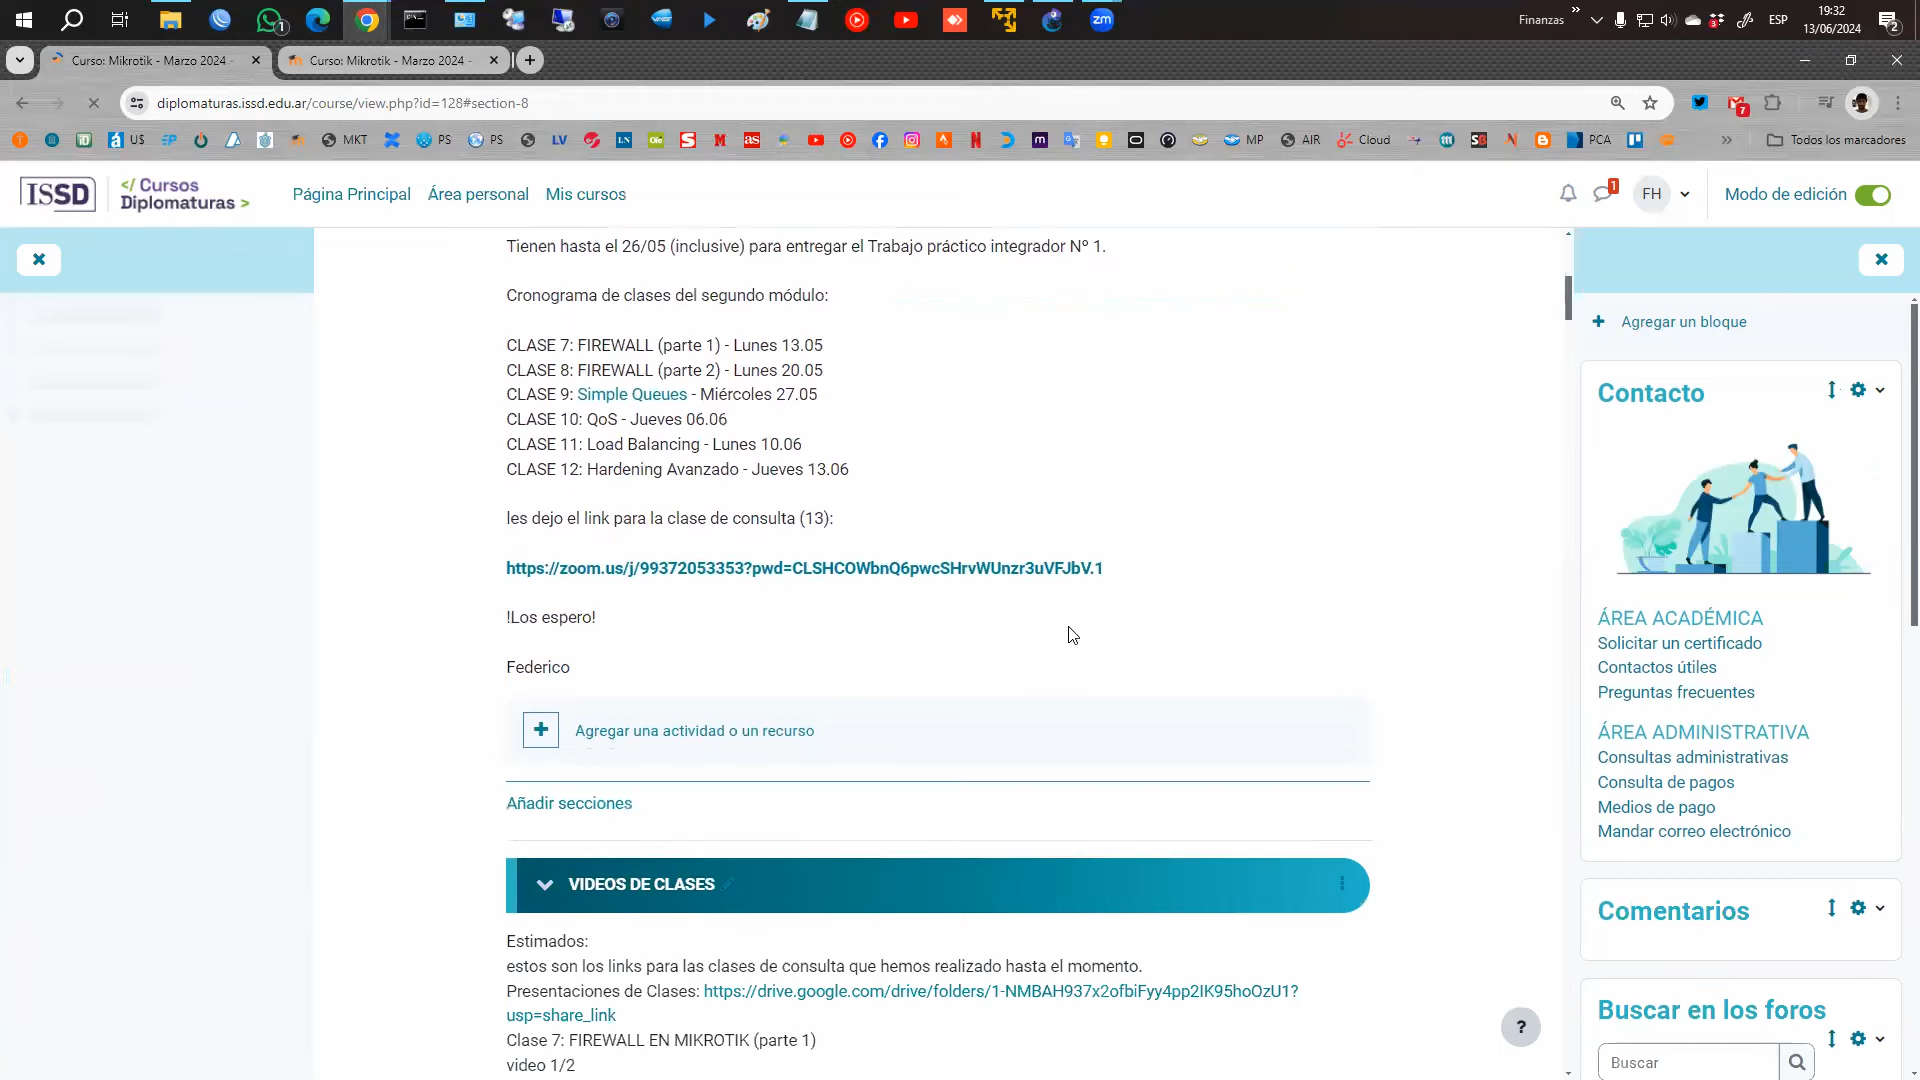 Finanzas
ESP
19:32
13/06/2024
2
zm
1
Curso: Mikrotik - Marzo 2024 -
Curso: Mikrotik - Marzo 2024 -
diplomaturas.issd.edu.ar/course/view.php?id=128#section-8
7
U$
MKT
PS
PS
LV
LN
Olé
as
MP
AIR
Cloud
PCA
Todos los marcadores
ISSD
</ Cursos
Diplomaturas >
Página Principal
Área personal
Mis cursos
1
FH
Modo de edición
Tienen hasta el 26/05 (inclusive) para entregar el Trabajo práctico integrador Nº 1.
Cronograma de clases del segundo módulo:
CLASE 7: FIREWALL (parte 1) - Lunes 13.05
CLASE 8: FIREWALL (parte 2) - Lunes 20.05
CLASE 9: Simple Queues - Miércoles 27.05
CLASE 10: QoS - Jueves 06.06
CLASE 11: Load Balancing - Lunes 10.06
CLASE 12: Hardening Avanzado - Jueves 13.06
les dejo el link para la clase de consulta (13):
https://zoom.us/j/99372053353?pwd=CLSHCOWbnQ6pwcSHrvWUnzr3uVFJbV.1
!Los espero!
Federico
Agregar una actividad o un recurso
Añadir secciones
VIDEOS DE CLASES
Estimados:
estos son los links para las clases de consulta que hemos realizado hasta el momento.
Presentaciones de Clases: https://drive.google.com/drive/folders/1-NMBAH937x2ofbiFyy4pp2IK95hoOzU1?
usp=share_link
Clase 7: FIREWALL EN MIKROTIK (parte 1)
video 1/2
Agregar un bloque
Contacto
ÁREA ACADÉMICA
Solicitar un certificado
Contactos útiles
Preguntas frecuentes
ÁREA ADMINISTRATIVA
Consultas administrativas
Consulta de pagos
Medios de pago
Mandar correo electrónico
Comentarios
Buscar en los foros
Buscar
?